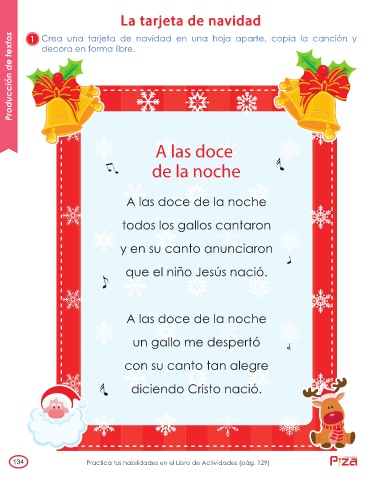 La tarjeta de navidad
Producción de textos
1 Crea una tarjeta de navidad en una hoja aparte, copia la canción y
decora en forma libre.
A las doce
de la noche
A las doce de la noche
todos los gallos cantaron
y en su canto anunciaron
que el niño Jesús nació.
A las doce de la noche
un gallo me despertó
con su canto tan alegre
diciendo Cristo nació.
134
Practica tus habilidades en el Libro de Actividades (pág. 129)
Piza